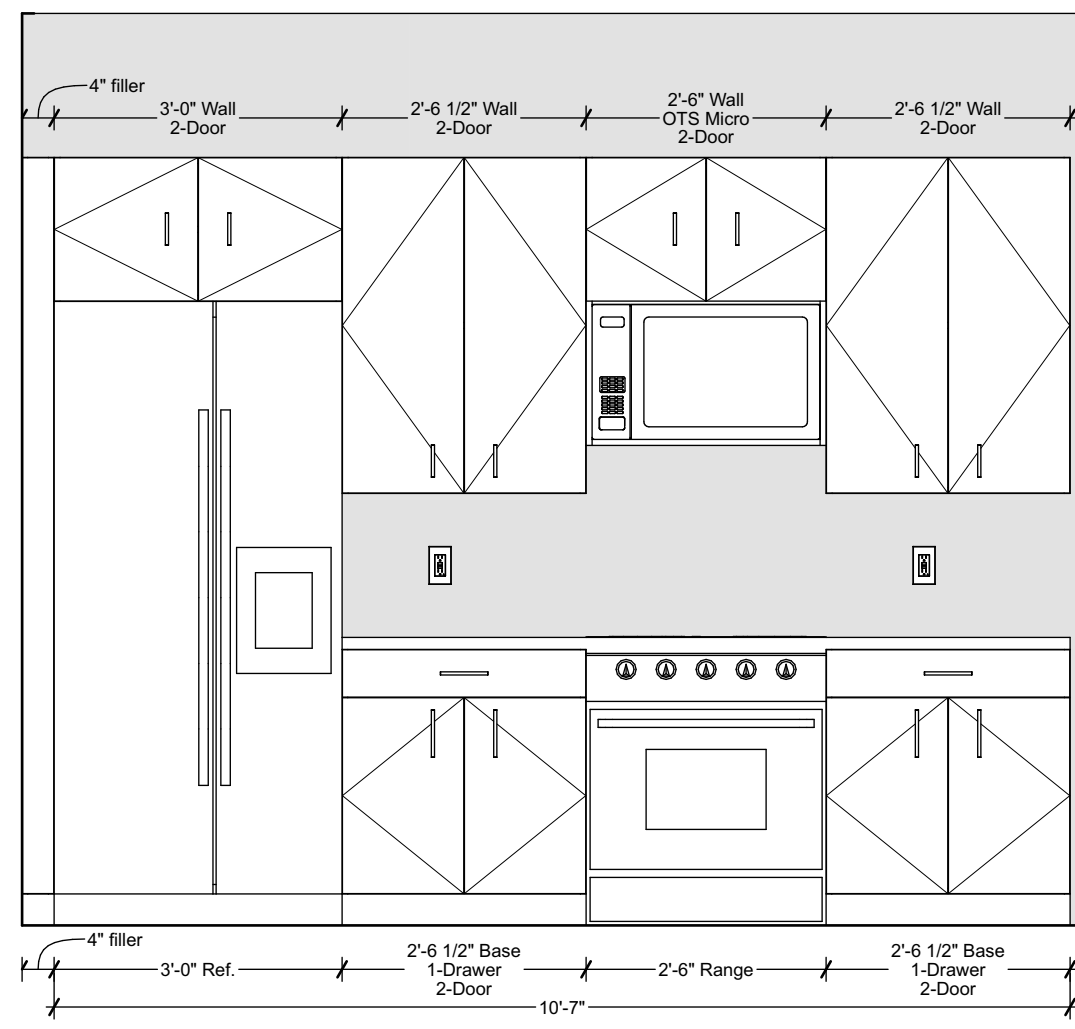 4" filler
3'-0" Wall
2-Door
2'-6 1/2" Wall
2-Door
2'-6" Wall
OTS Micro
2-Door
2'-6 1/2" Wall
2-Door
4" filler
3'-0" Ref.
2'-6 1/2" Base
1-Drawer
2-Door
2'-6" Range
2'-6 1/2" Base
1-Drawer
2-Door
10'-7"